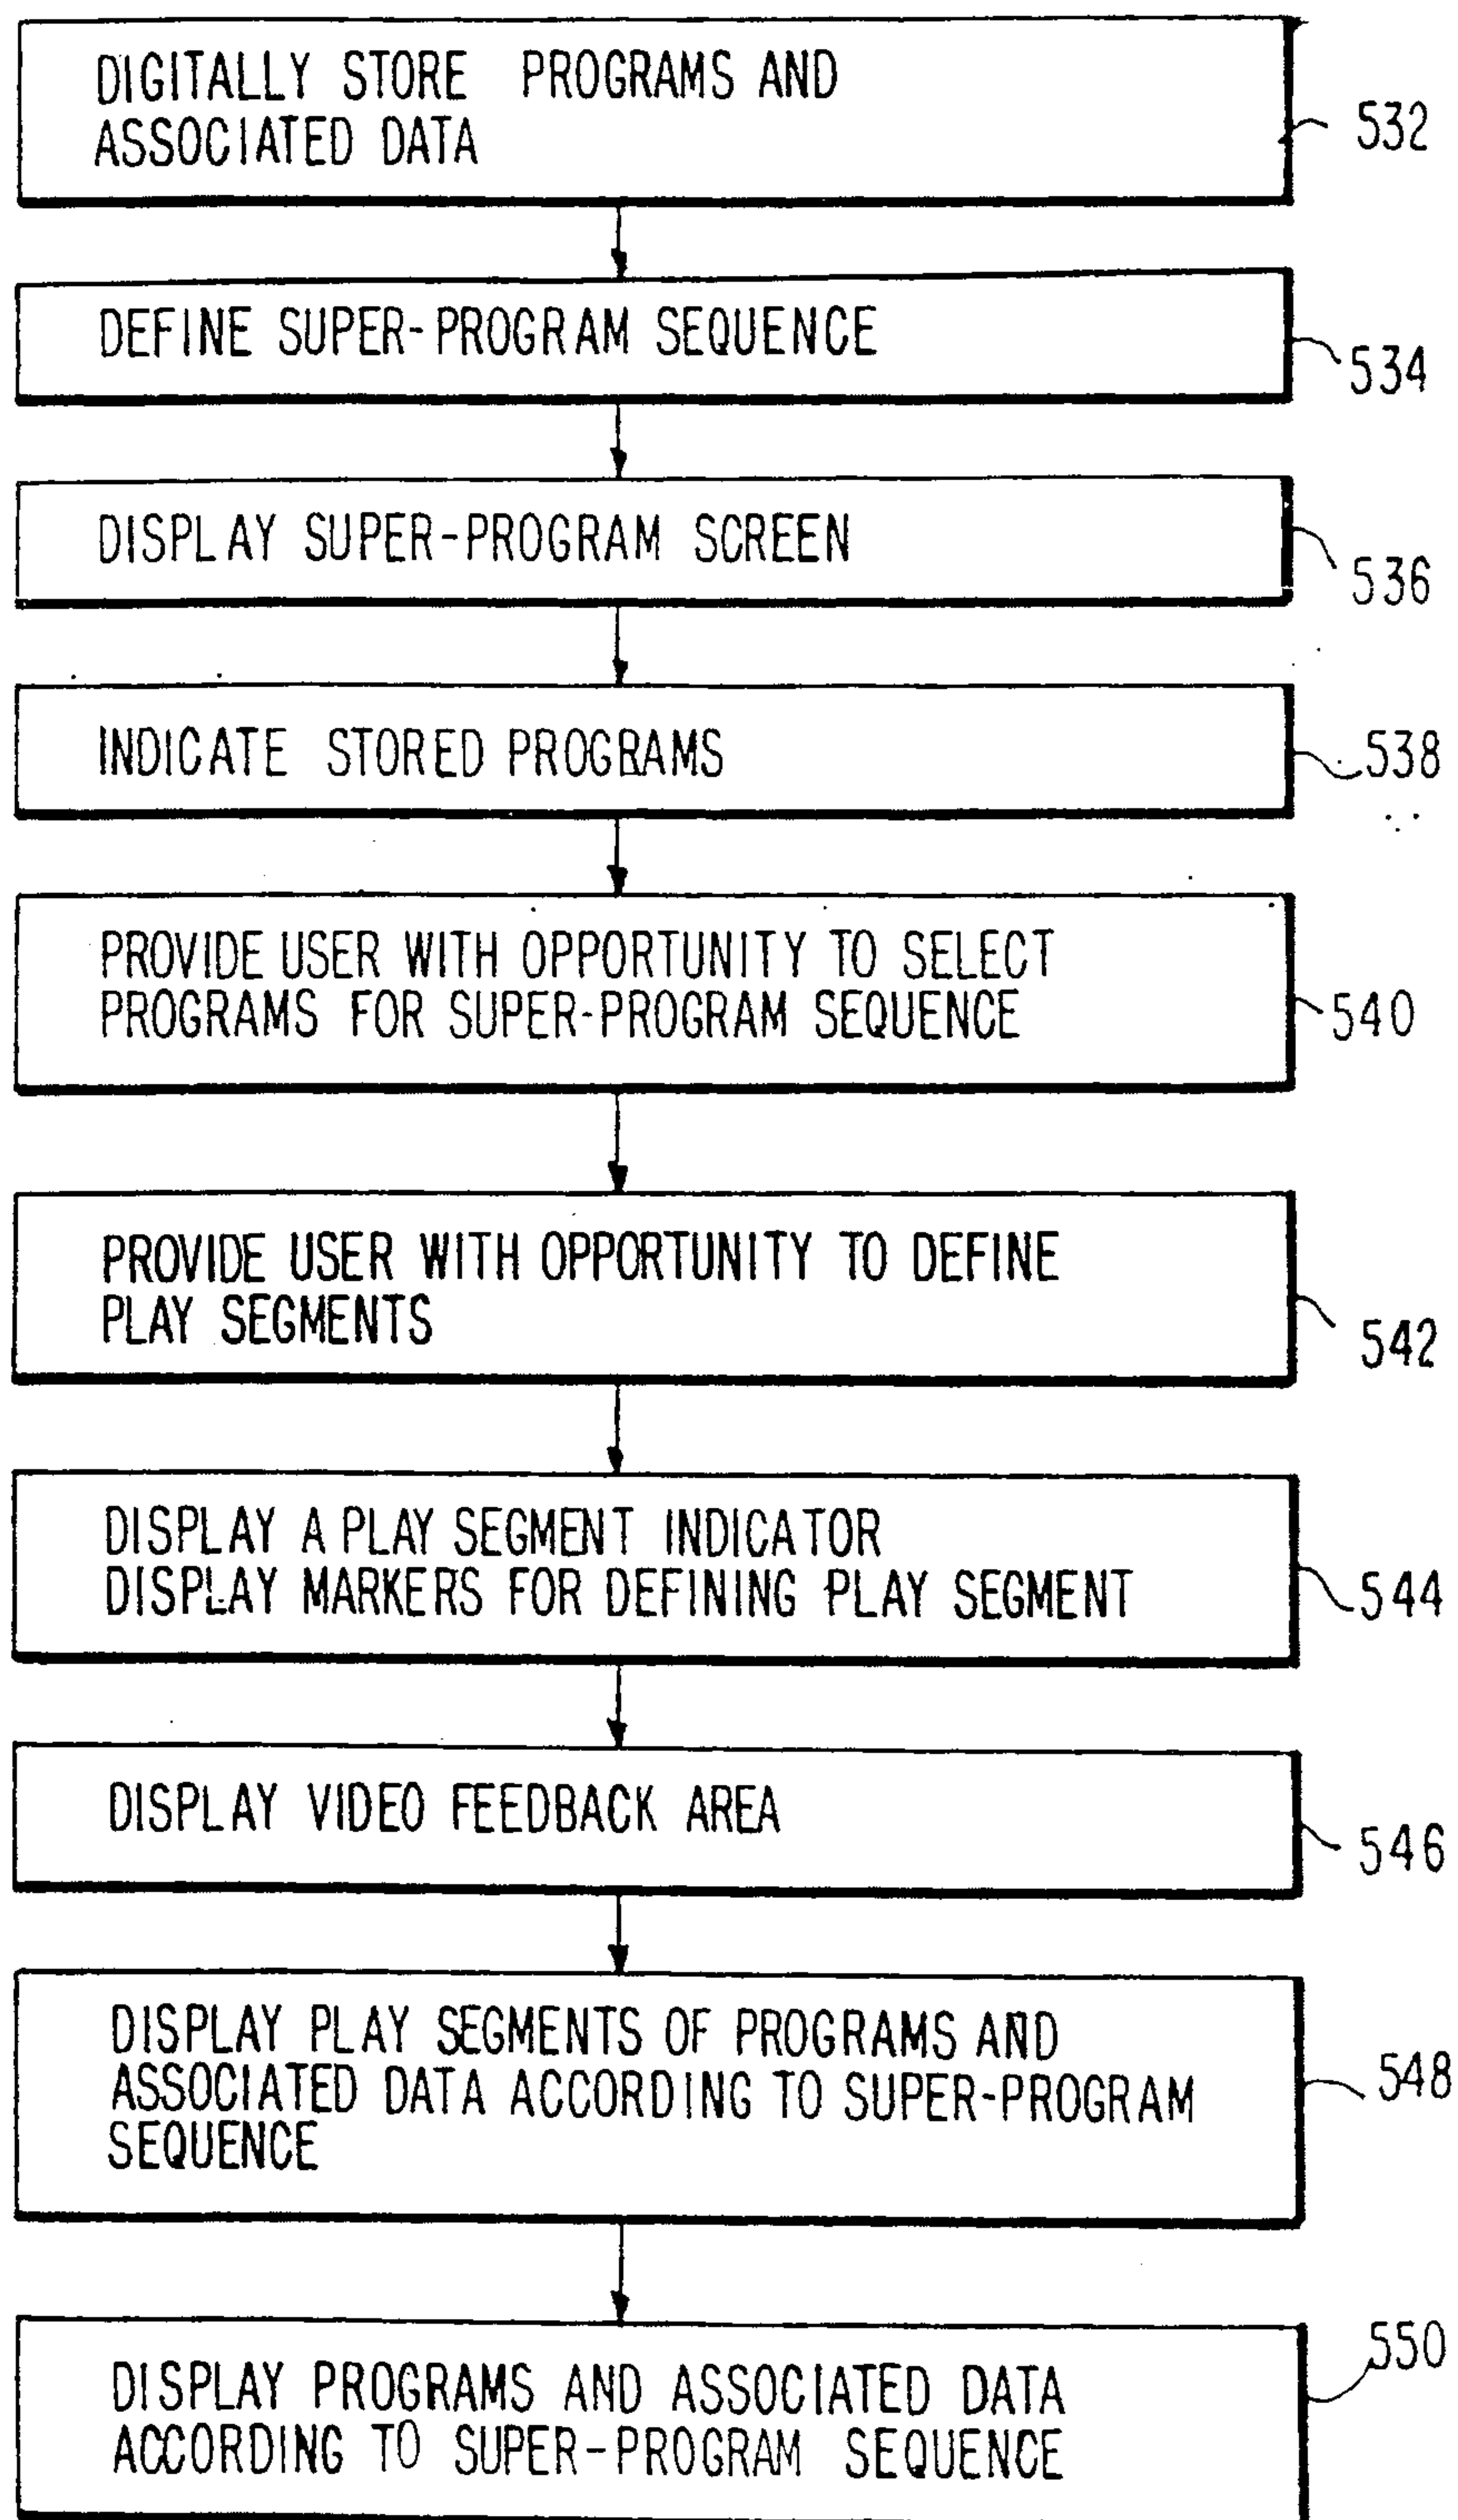 DIGITALLY STORE PROGRAMS AND
ASSOCIATED DATA
532
DEFINE SUPER-PROGRAM SEQUENCE
534
DISPLAY SUPER-PROGRAM SCREEN
536
INDICATE STORED PROGRAMS
538
PROVIDE USER WITH OPPORTUNITY TO SELECT
PROGRAMS FOR SUPER-PROGRAM SEQUENCE
540
PROVIDE USER WITH OPPORTUNITY TO DEFINE
PLAY SEGMENTS
542
DISPLAY A PLAY SEGMENT INDICATOR
DISPLAY MARKERS FOR DEFINING PLAY SEGMENT
544
DISPLAY VIDEO FEEDBACK AREA
546
DISPLAY PLAY SEGMENTS OF PROGRAMS AND
ASSOCIATED DATA ACCORDING TO SUPER-PROGRAM
SEQUENCE
548
DISPLAY PROGRAMS AND ASSOCIATED DATA
ACCORDING TO SUPER-PROGRAM SEQUENCE
550